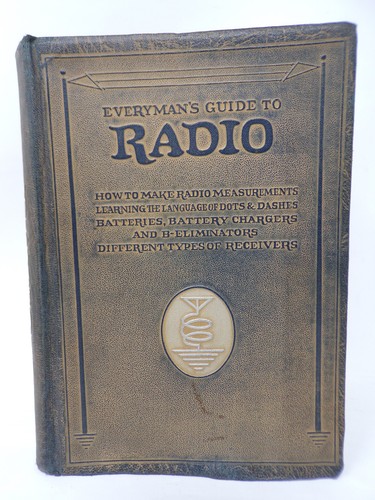 EVERYMAN'S GUIDE TO
RADIO
HOW TO MAKE RADIO MEASUREMENTS
LEARNING THE LANGUAGE OF DOTS & DASHES
BATTERIES, BATTERY CHARGERS
AND B-ELIMINATORS
DIFFERENT TYPES OF RECEIVERS